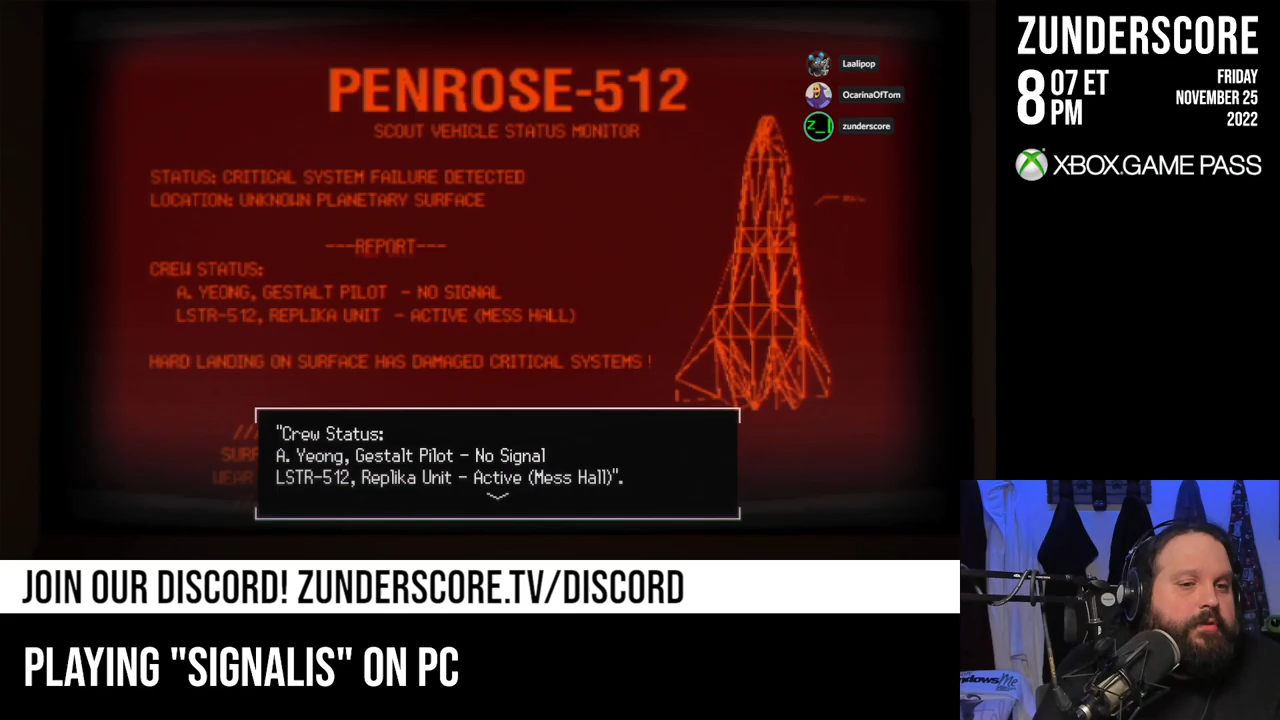 PENROSE-512
SCOUT VEHICLE STATUS MONITOR
STATUS: CRITICAL SYSTEM FAILURE DETECTED
LOCATION: UNKNOWN PLANETARY SURFACE
---REPORT---
CREW STATUS:
A. YEONG, GESTALT PILOT - NO SIGNAL
LSTR-512, REPLIKA UNIT - ACTIVE (MESS HALL)
HARD LANDING ON SURFACE HAS DAMAGED CRITICAL SYSTEMS !
"Crew Status:
A. Yeong, Gestalt Pilot - No Signal
LSTR-512, Replika Unit - Active (Mess Hall)".
Laalipop
OcarinaOfTom
z_
zunderscore
ZUNDERSCORE
8 07 ET
PM
FRIDAY
NOVEMBER 25
2022
XBOX.GAME PASS
JOIN OUR DISCORD! ZUNDERSCORE.TV/DISCORD
PLAYING "SIGNALIS" ON PC